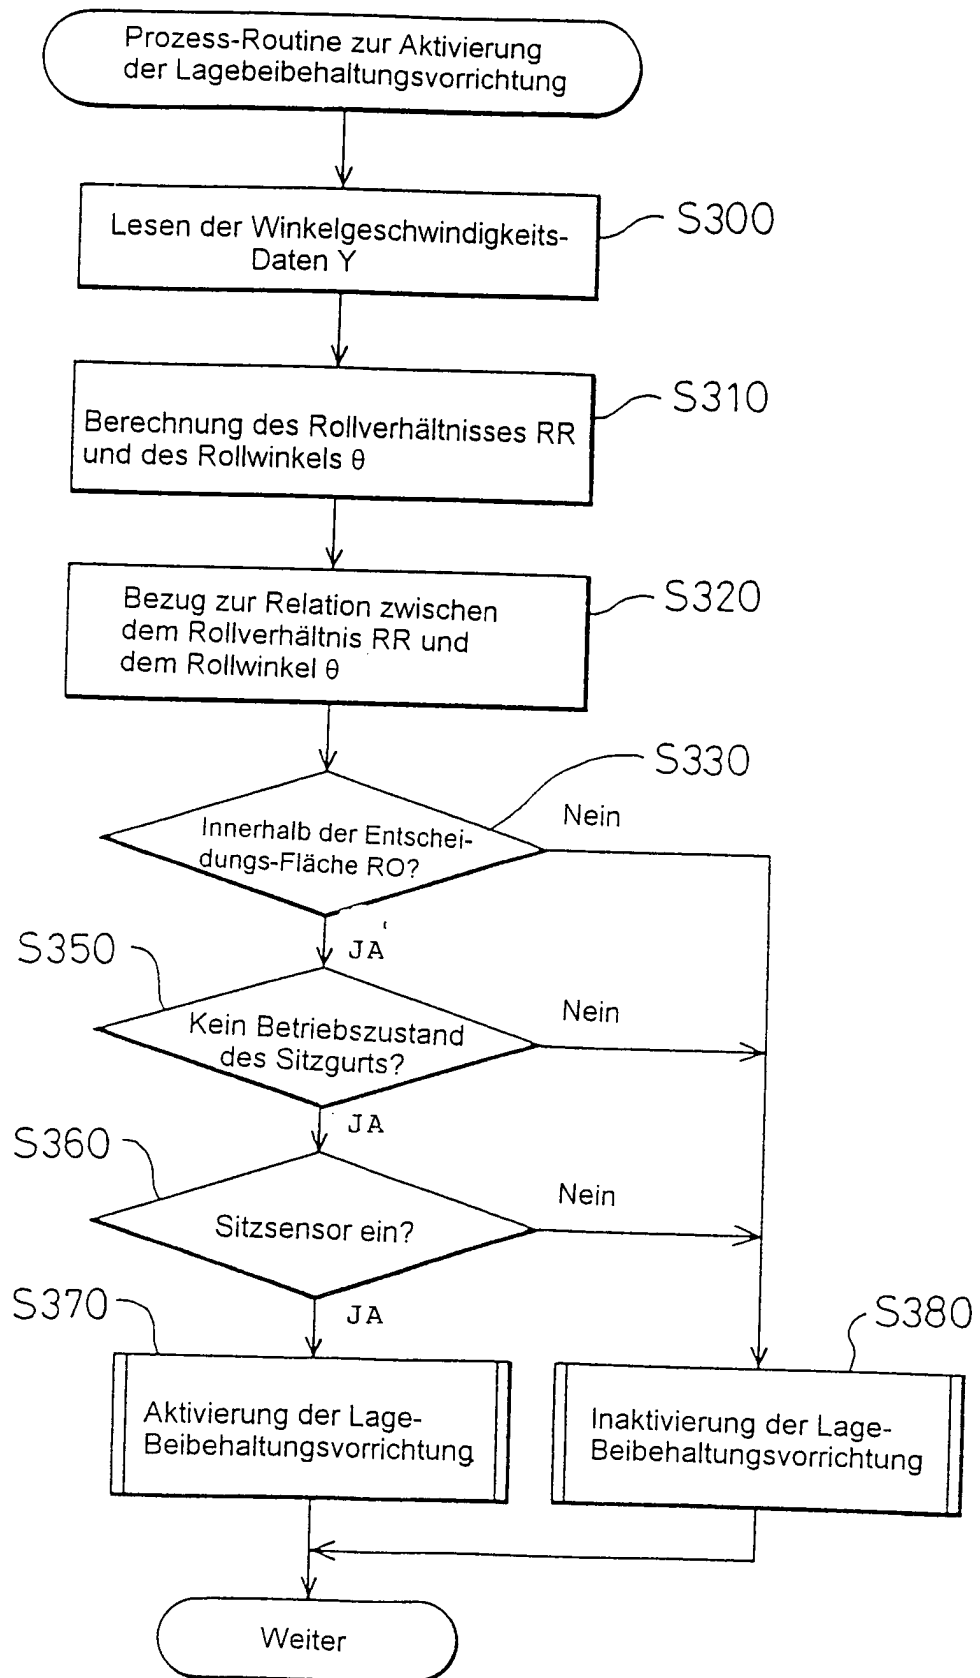 Prozess-Routine zur Aktivierung
der Lagebeibehaltungsvorrichtung
Lesen der Winkelgeschwindigkeits-
Daten Y
S300
Berechnung des Rollverhältnisses RR
und des Rollwinkels θ
S310
Bezug zur Relation zwischen
dem Rollverhältnis RR und
dem Rollwinkel θ
S320
S330
Innerhalb der Entschei-
dungs-Fläche RO?
Nein
JA
S350
Kein Betriebszustand
des Sitzgurts?
Nein
JA
S360
Sitzsensor ein?
Nein
JA
S370
Aktivierung der Lage-
Beibehaltungsvorrichtung
S380
Inaktivierung der Lage-
Beibehaltungsvorrichtung
Weiter